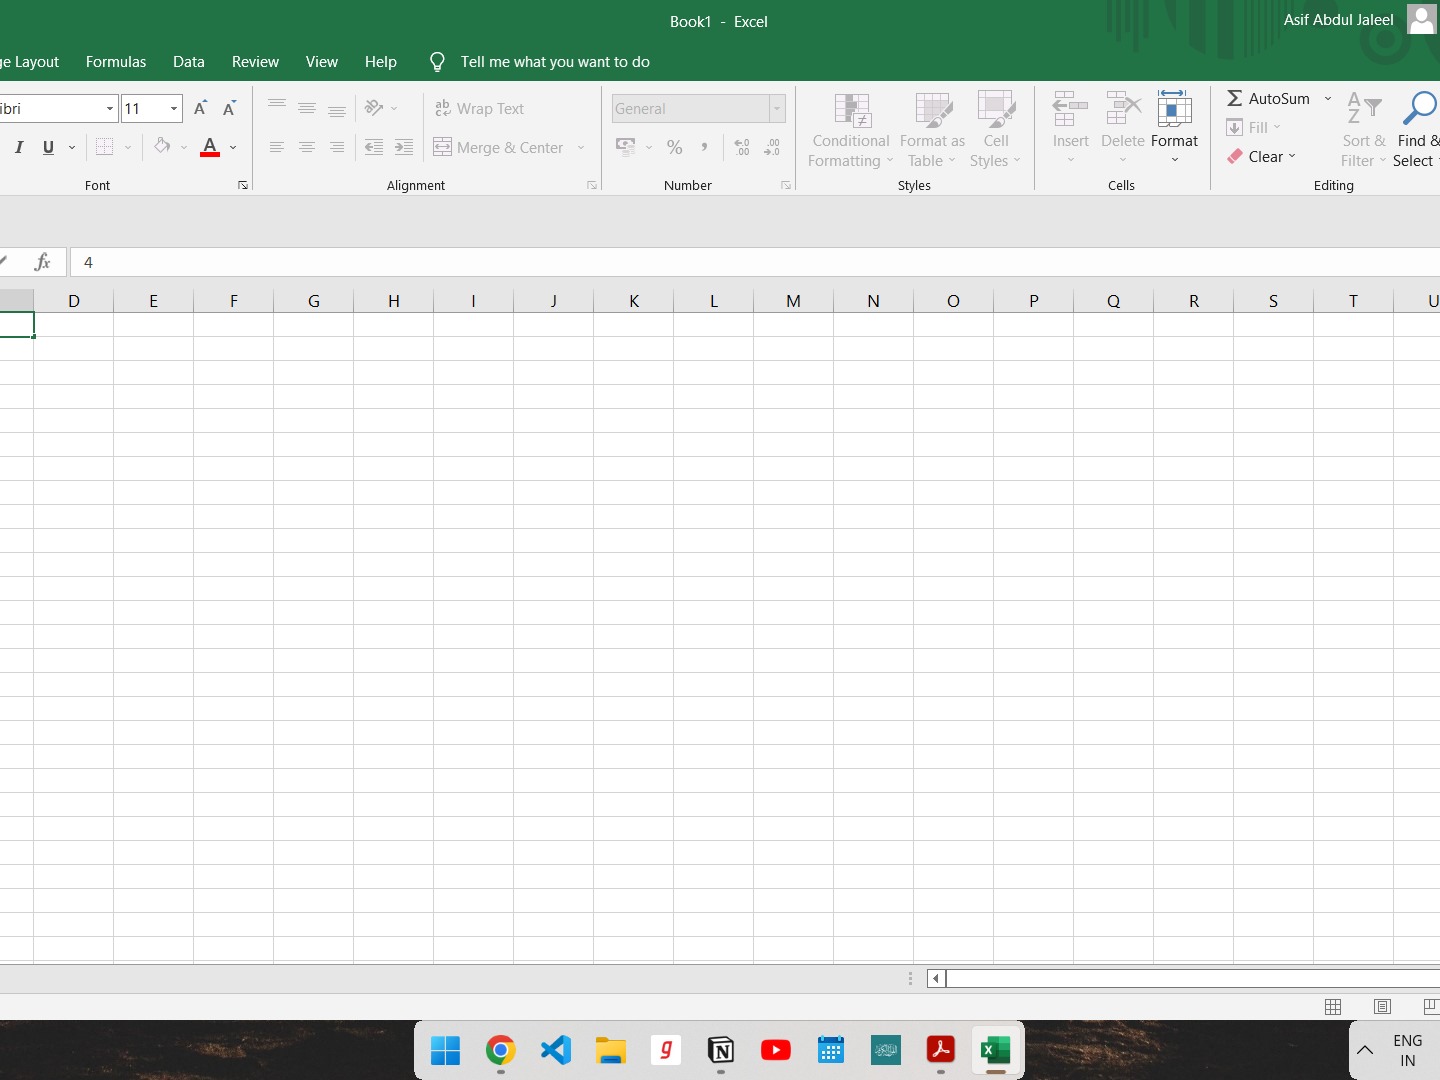 Book1 - Excel
Asif Abdul Jaleel
ge Layout Formulas Data Review View Help Tell me what you want to do
ibri 11 A A ab Wrap Text General
I U A Merge & Center % , .00
Conditional Formatting
Format as Table
Cell Styles
Insert Delete Format
AutoSum
Fill
Clear
Sort & Filter
Find & Select
Font Alignment Number Styles Cells Editing
fx 4
D E F G H I J K L M N O P Q R S T U
ENG
IN